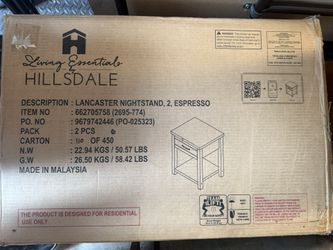 Living Essentials
by
HILLSDALE
DESCRIPTION : LANCASTER NIGHTSTAND, 2, ESPRESSO
ITEM NO : 662705758 (2695-774)
PO. NO : 9679742446 (PO-025323)
PACK : 2 PCS
CARTON : OF 450
N.W : 22.94 KGS / 50.57 LBS
G.W : 26.50 KGS / 58.42 LBS
MADE IN MALAYSIA
WARNING
THE PRODUCT IS DESIGNED FOR RESIDENTIAL
USE ONLY